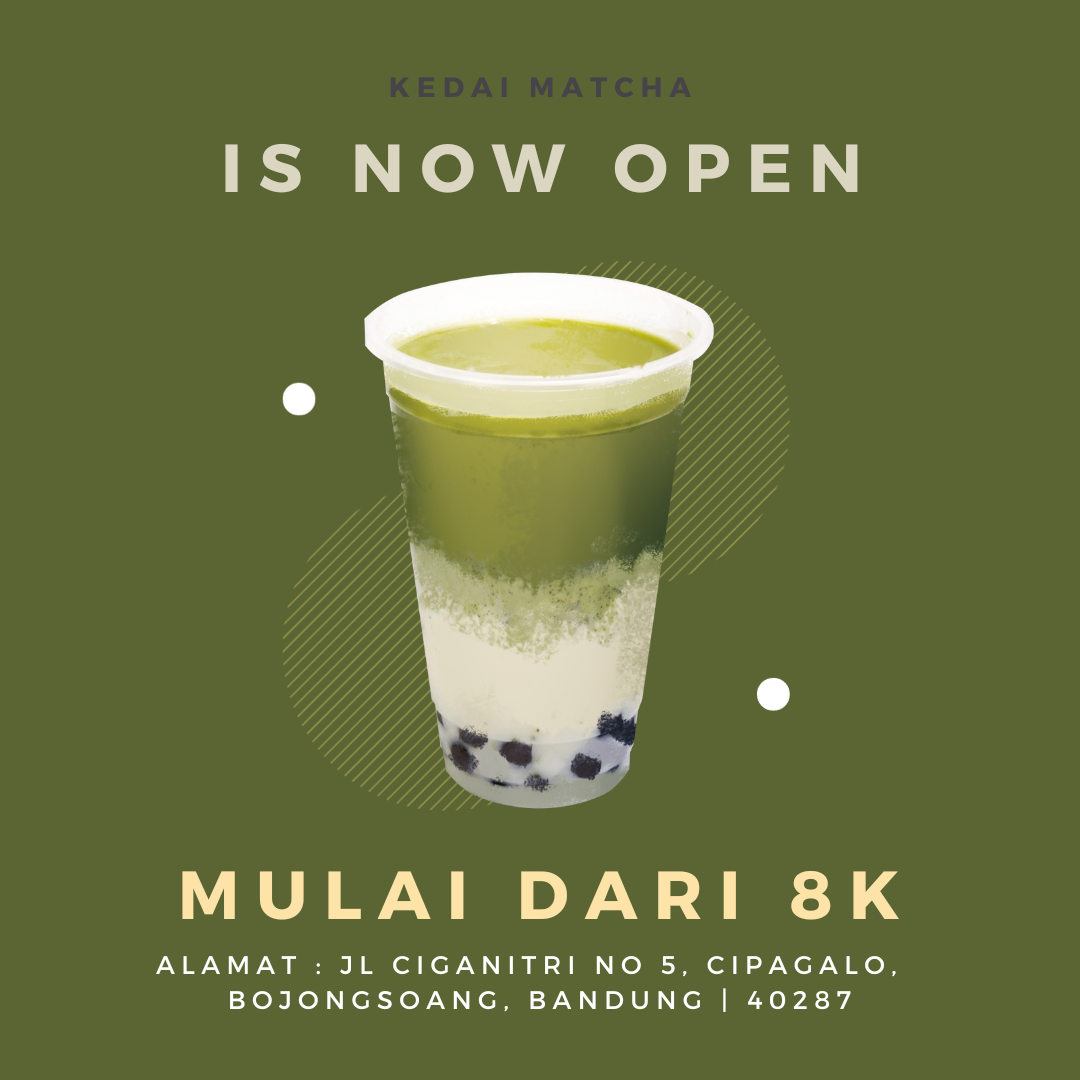 KEDAI MATCHA
IS NOW OPEN
MULAI DARI 8K
ALAMAT : JL CIGANITRI NO 5, CIPAGALO,
BOJONGSOANG, BANDUNG | 40287